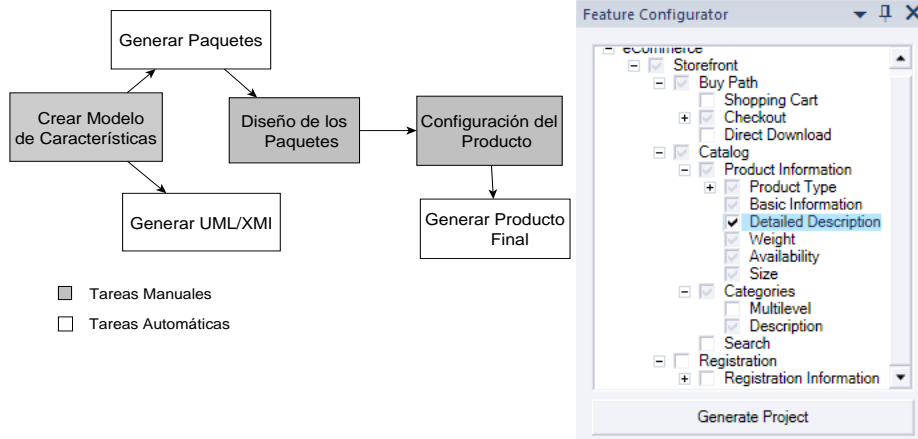 Generar Paquetes
Crear Modelo
de Características
Diseño de los
Paquetes
Configuración del
Producto
Generar UML/XMI
Generar Producto
Final
Tareas Manuales
Tareas Automáticas
Feature Configurator
eCommerce
Storefront
Buy Path
Shopping Cart
Checkout
Direct Download
Catalog
Product Information
Product Type
Basic Information
Detailed Description
Weight
Availability
Size
Categories
Multilevel
Description
Search
Registration
Registration Information
Generate Project